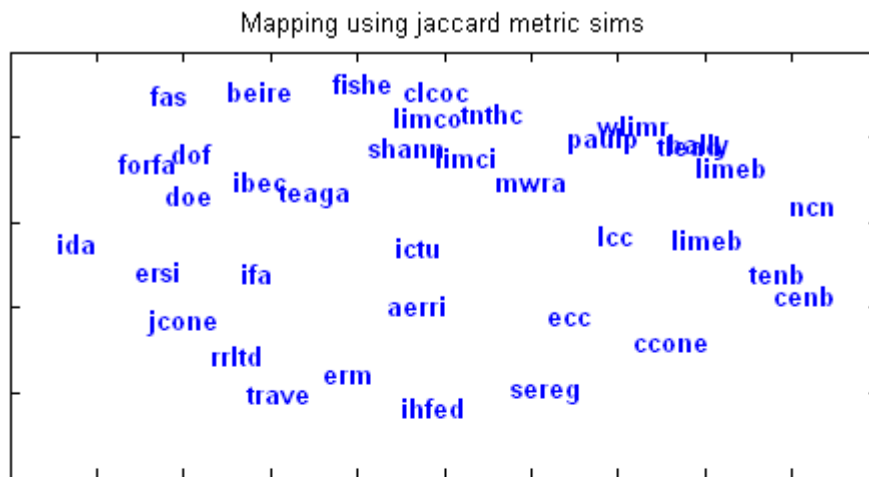 Mapping using jaccard metric sims
fas beire fishe clcoc
limco tnthc
wlimr
forfa dof shann limci paulp bally
limeb
doe ibec teaga mwra
ncn
ida ictu lcc limeb
ersi ifa tenb
cenb
jcone aerri ecc
rrltd ccone
trave erm ihfed sereg